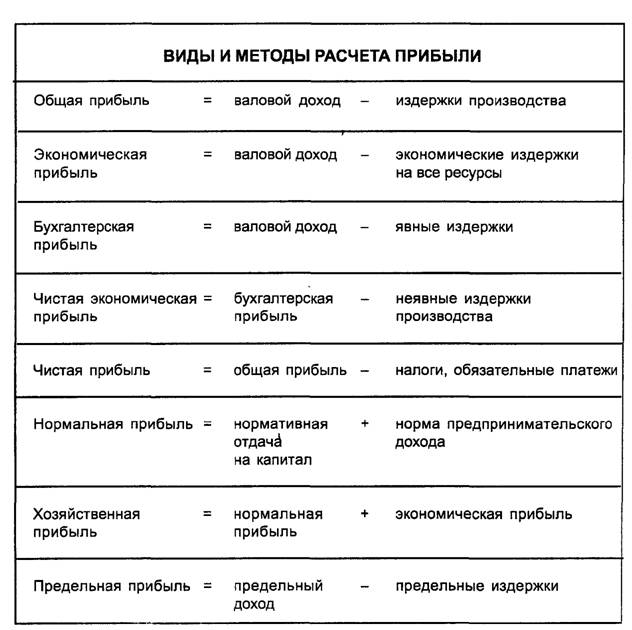 ВИДЫ И МЕТОДЫ РАСЧЕТА ПРИБЫЛИ
Общая прибыль = валовой доход – издержки производства
Экономическая = валовой доход – экономические издержки
прибыль на все ресурсы
Бухгалтерская = валовой доход – явные издержки
прибыль
Чистая экономическая = бухгалтерская – неявные издержки
прибыль прибыль производства
Чистая прибыль = общая прибыль – налоги, обязательные платежи
Нормальная прибыль = нормативная + норма предпринимательского
отдача дохода
на капитал
Хозяйственная = нормальная + экономическая прибыль
прибыль прибыль
Предельная прибыль = предельный – предельные издержки
доход